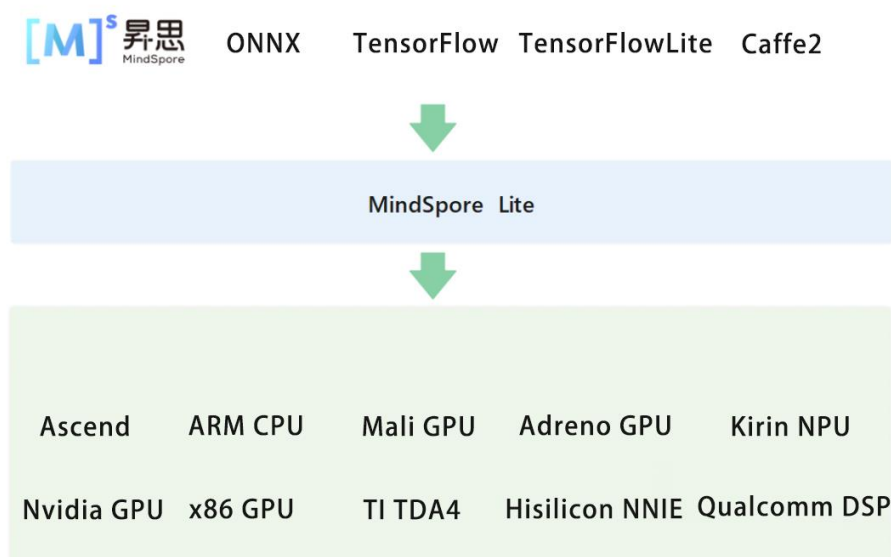 [M]s 昇思 ONNX TensorFlow TensorFlowLite Caffe2
MindSpore
MindSpore Lite
Ascend ARM CPU Mali GPU Adreno GPU Kirin NPU
Nvidia GPU x86 GPU TI TDA4 Hisilicon NNIE Qualcomm DSP